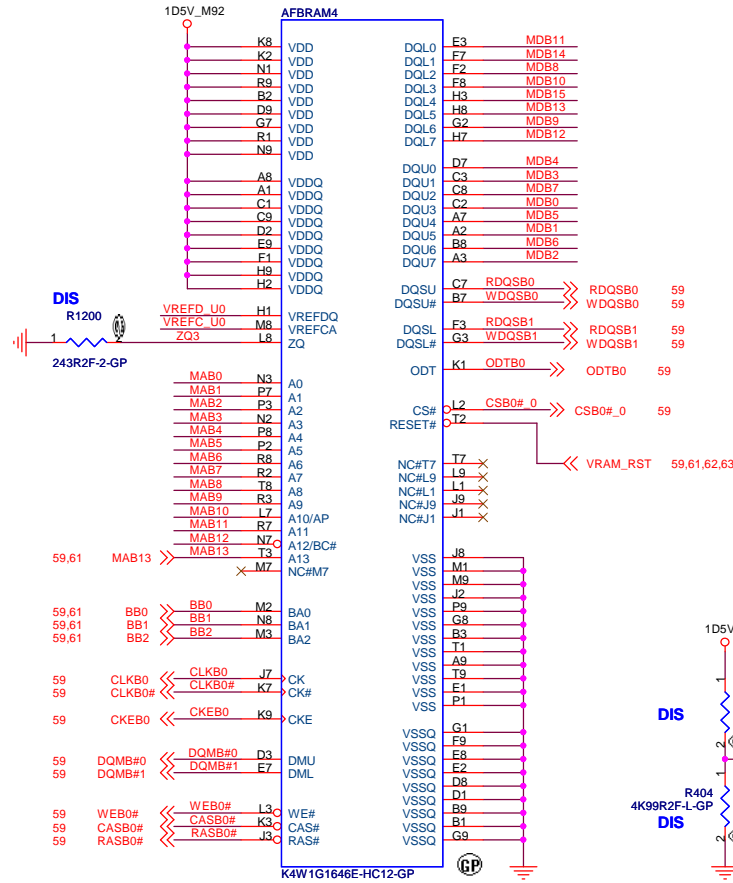 1D5V_M92
AFBRAM4
K8 VDD
K2 VDD
N1 VDD
R9 VDD
B2 VDD
D9 VDD
G7 VDD
R1 VDD
N9 VDD
A8 VDDQ
A1 VDDQ
C1 VDDQ
C9 VDDQ
D2 VDDQ
E9 VDDQ
F1 VDDQ
H9 VDDQ
H2 VDDQ
DIS
R1200
1 2
243R2F-2-GP
VREFD_U0 H1 VREFDQ
VREFC_U0 M8 VREFCA
ZQ3 L8 ZQ
MAB0 N3 A0
MAB1 P7 A1
MAB2 P3 A2
MAB3 N2 A3
MAB4 P8 A4
MAB5 P2 A5
MAB6 R8 A6
MAB7 R2 A7
MAB8 T8 A8
MAB9 R3 A9
MAB10 L7 A10/AP
MAB11 R7 A11
MAB12 N7 A12/BC#
59,61 MAB13 MAB13 T3 A13
M7 NC#M7
59,61 BB0 BB0 M2 BA0
59,61 BB1 BB1 N8 BA1
59,61 BB2 BB2 M3 BA2
59 CLKB0 CLKB0 J7 CK
59 CLKB0# CLKB0# K7 CK#
59 CKEB0 CKEB0 K9 CKE
59 DQMB#0 DQMB#0 D3 DMU
59 DQMB#1 DQMB#1 E7 DML
59 WEB0# WEB0# L3 WE#
59 CASB0# CASB0# K3 CAS#
59 RASB0# RASB0# J3 RAS#
DQL0 E3 MDB11
DQL1 F7 MDB14
DQL2 F2 MDB8
DQL3 F8 MDB10
DQL4 H3 MDB15
DQL5 H8 MDB13
DQL6 G2 MDB9
DQL7 H7 MDB12
DQU0 D7 MDB4
DQU1 C3 MDB3
DQU2 C8 MDB7
DQU3 C2 MDB0
DQU4 A7 MDB5
DQU5 A2 MDB1
DQU6 B8 MDB6
DQU7 A3 MDB2
DQSU C7 RDQSB0 RDQSB0 59
DQSU# B7 WDQSB0 WDQSB0 59
DQSL F3 RDQSB1 RDQSB1 59
DQSL# G3 WDQSB1 WDQSB1 59
ODT K1 ODTB0 ODTB0 59
CS# L2 CSB0#_0 CSB0#_0 59
RESET# T2
VRAM_RST 59,61,62,63
NC#T7 T7
NC#L9 L9
NC#L1 L1
NC#J9 J9
NC#J1 J1
VSS J8
VSS M1
VSS M9
VSS J2
VSS P9
VSS G8
VSS B3
VSS T1
VSS A9
VSS T9
VSS E1
VSS P1
VSSQ G1
VSSQ F9
VSSQ E8
VSSQ E2
VSSQ D8
VSSQ D1
VSSQ B9
VSSQ B1
VSSQ G9
K4W1G1646E-HC12-GP
GP
1D5V
1
DIS
2
1
R404
4K99R2F-L-GP
DIS
2